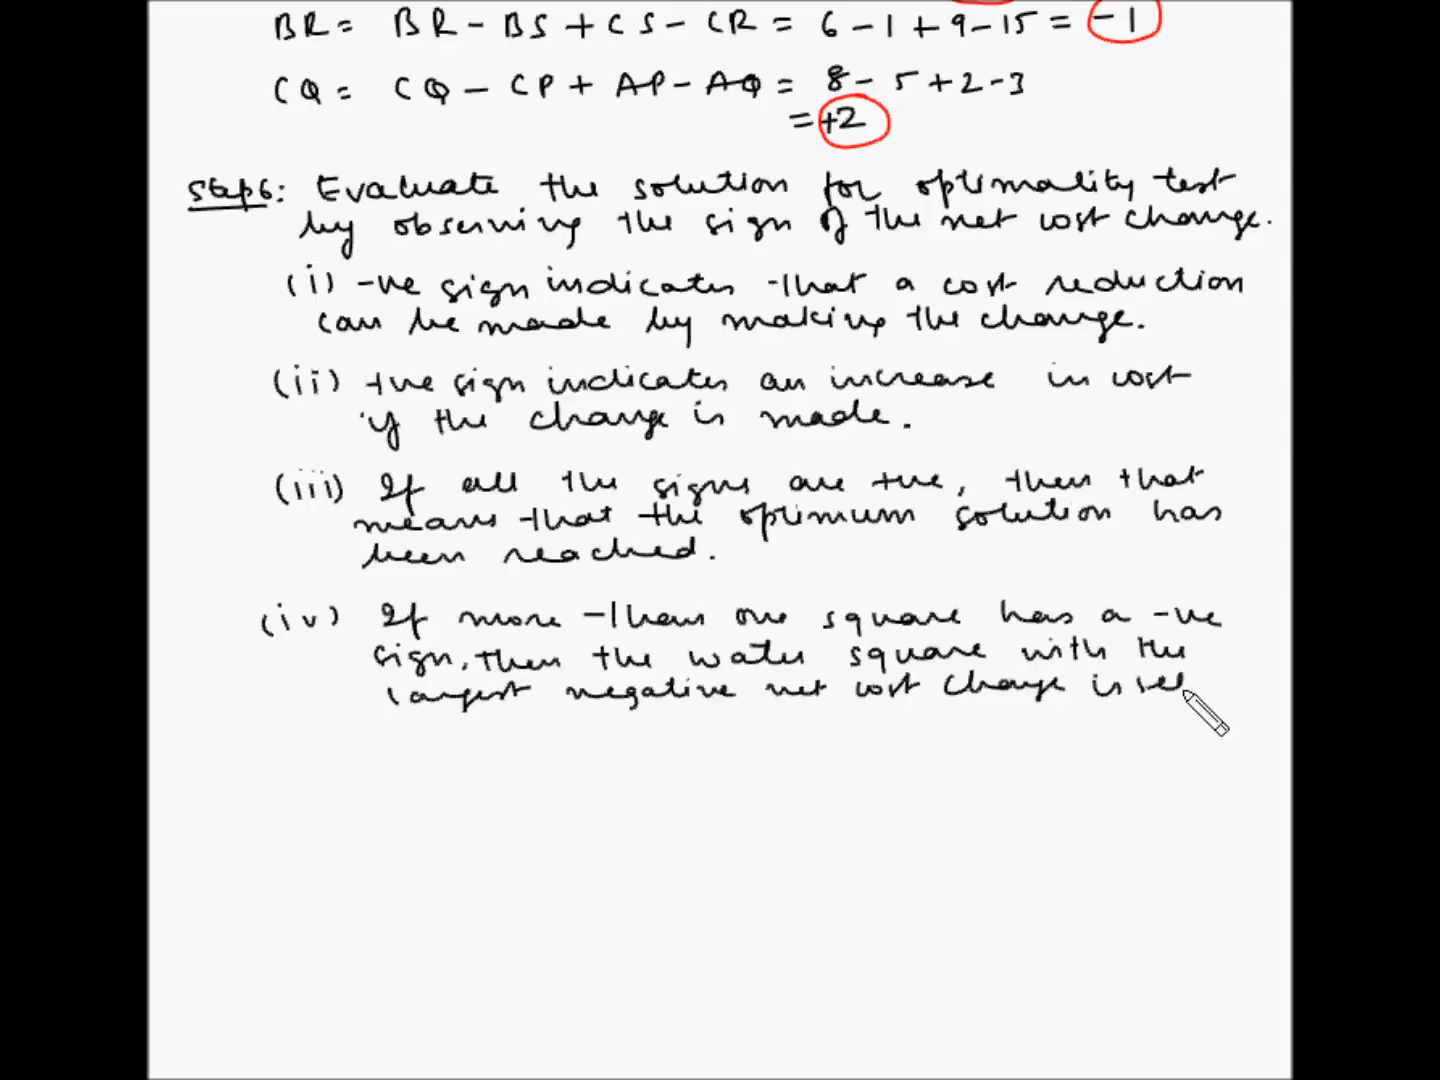 BR = BR - BS + CS - CR = 6 - 1 + 9 - 15 = -1
CQ = CQ - CP + AP - AQ = 8 - 5 + 2 - 3
= +2
Step 6: Evaluate the solution for optimality test
by observing the sign of the net cost change.
(i) -ve sign indicates that a cost reduction
can be made by making the change.
(ii) +ve sign indicates an increase in cost
if the change is made.
(iii) If all the signs are +ve, then that
means that the optimum solution has
been reached.
(iv) If more than one square has a -ve
sign, then the water square with the
largest negative net cost change is sel